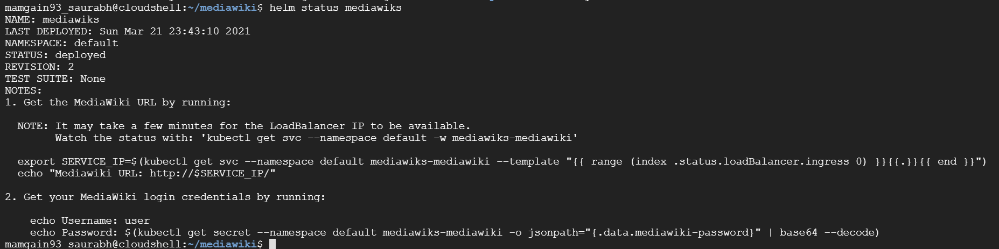 mamgain93_saurabh@cloudshell:~/mediawiki$ helm status mediawiks
NAME: mediawiks
LAST DEPLOYED: Sun Mar 21 23:43:10 2021
NAMESPACE: default
STATUS: deployed
REVISION: 2
TEST SUITE: None
NOTES:
1. Get the MediaWiki URL by running:
NOTE: It may take a few minutes for the LoadBalancer IP to be available.
Watch the status with: 'kubectl get svc --namespace default -w mediawiks-mediawiki'
export SERVICE_IP=$(kubectl get svc --namespace default mediawiks-mediawiki --template "{{ range (index .status.loadBalancer.ingress 0) }}{{.}}{{ end }}")
echo "Mediawiki URL: http://$SERVICE_IP/"
2. Get your MediaWiki login credentials by running:
echo Username: user
echo Password: $(kubectl get secret --namespace default mediawiks-mediawiki -o jsonpath="{.data.mediawiki-password}" | base64 --decode)
mamgain93_saurabh@cloudshell:~/mediawiki$